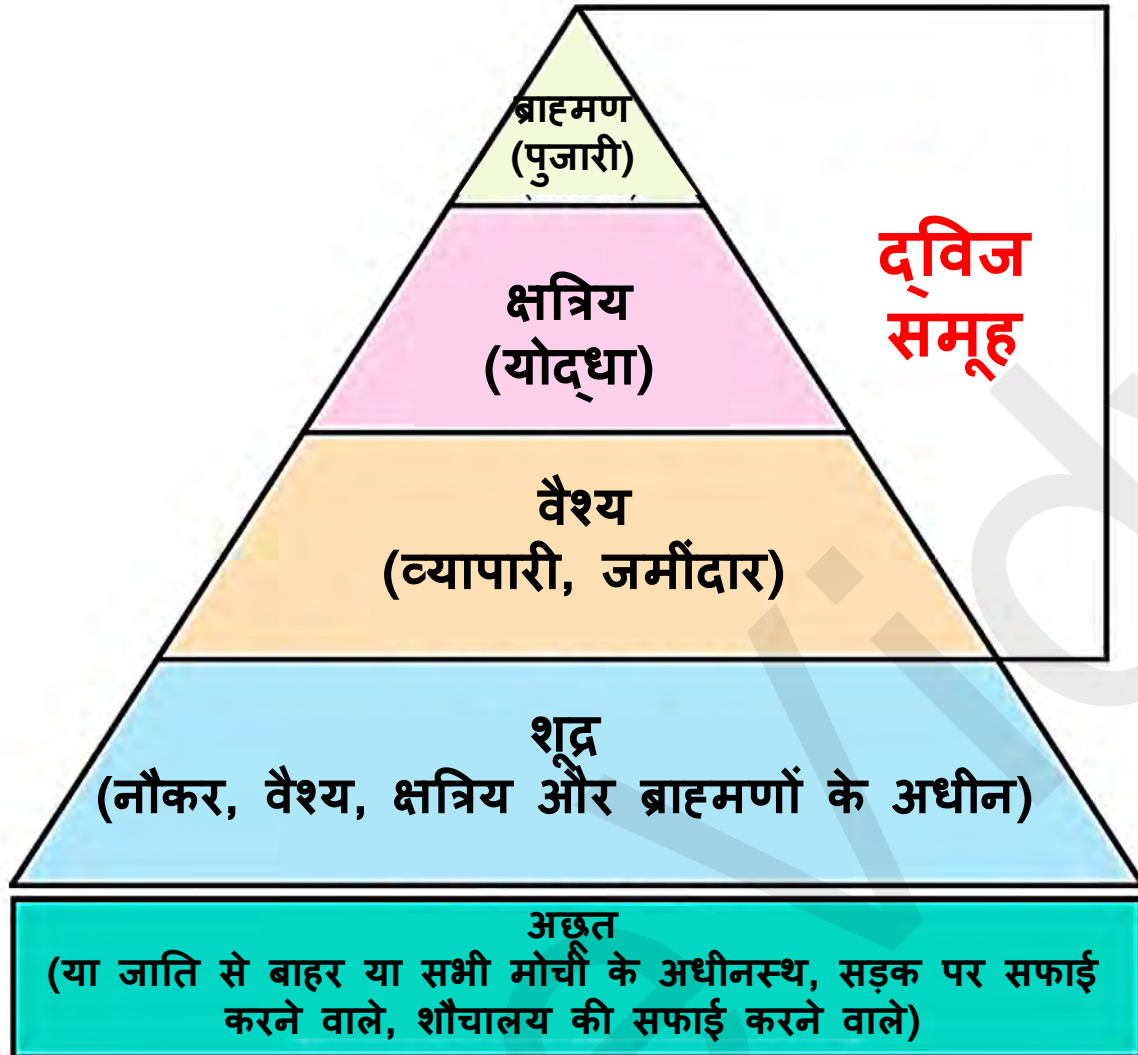 ब्राह्मण
(पुजारी)
द्विज
समूह
क्षत्रिय
(योद्धा)
वैश्य
(व्यापारी, जमींदार)
शूद्र
(नौकर, वैश्य, क्षत्रिय और ब्राह्मणों के अधीन)
अछूत
(या जाति से बाहर या सभी मोची के अधीनस्थ, सड़क पर सफाई
करने वाले, शौचालय की सफाई करने वाले)